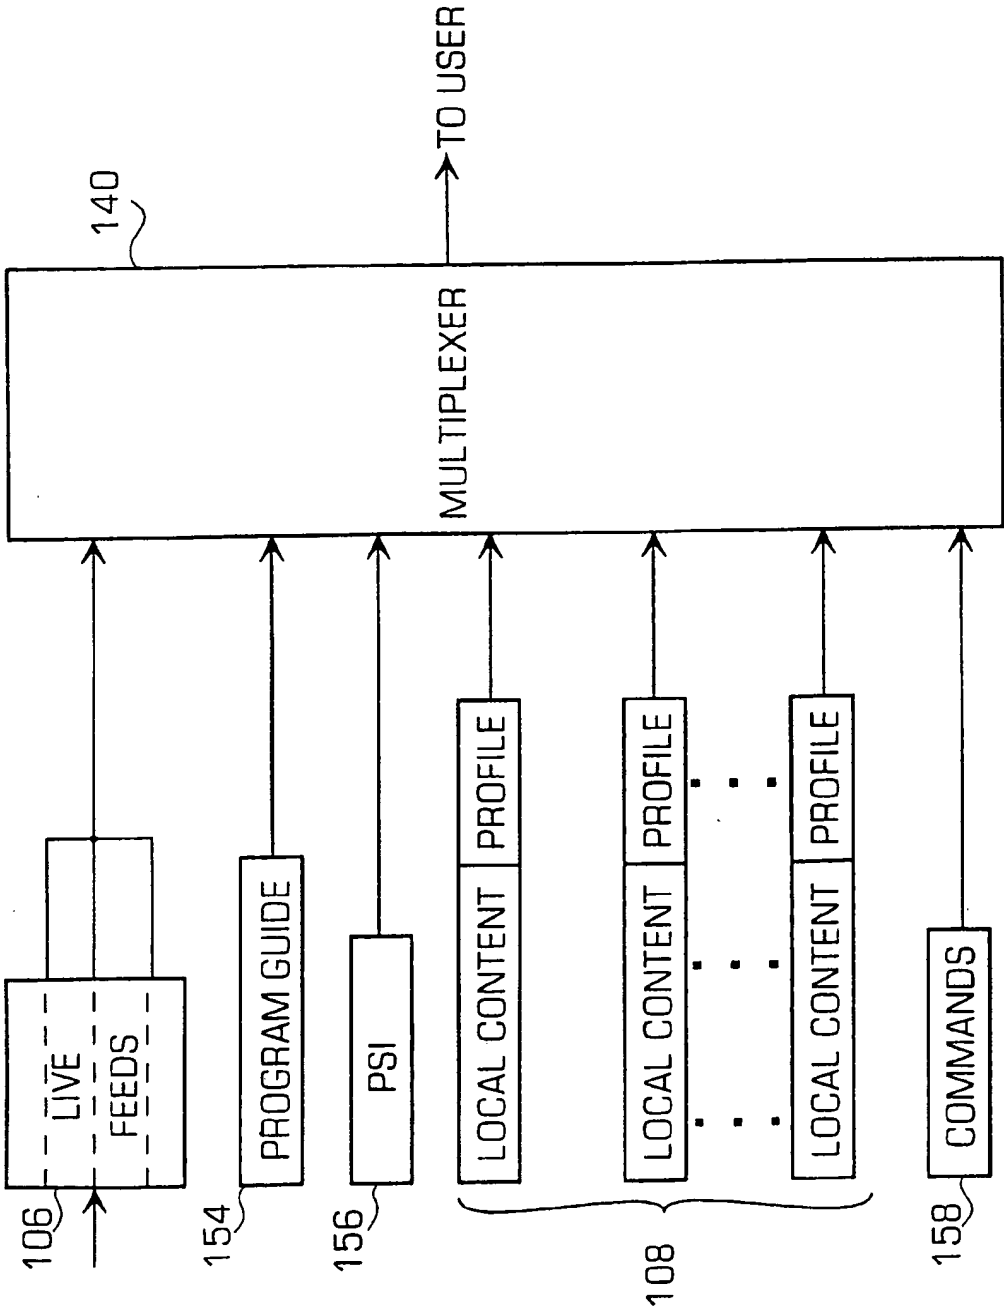 106
LIVE
FEEDS
154
PROGRAM GUIDE
156
PSI
108
LOCAL CONTENT
PROFILE
LOCAL CONTENT
PROFILE
LOCAL CONTENT
PROFILE
158
COMMANDS
140
MULTIPLEXER
TO USER